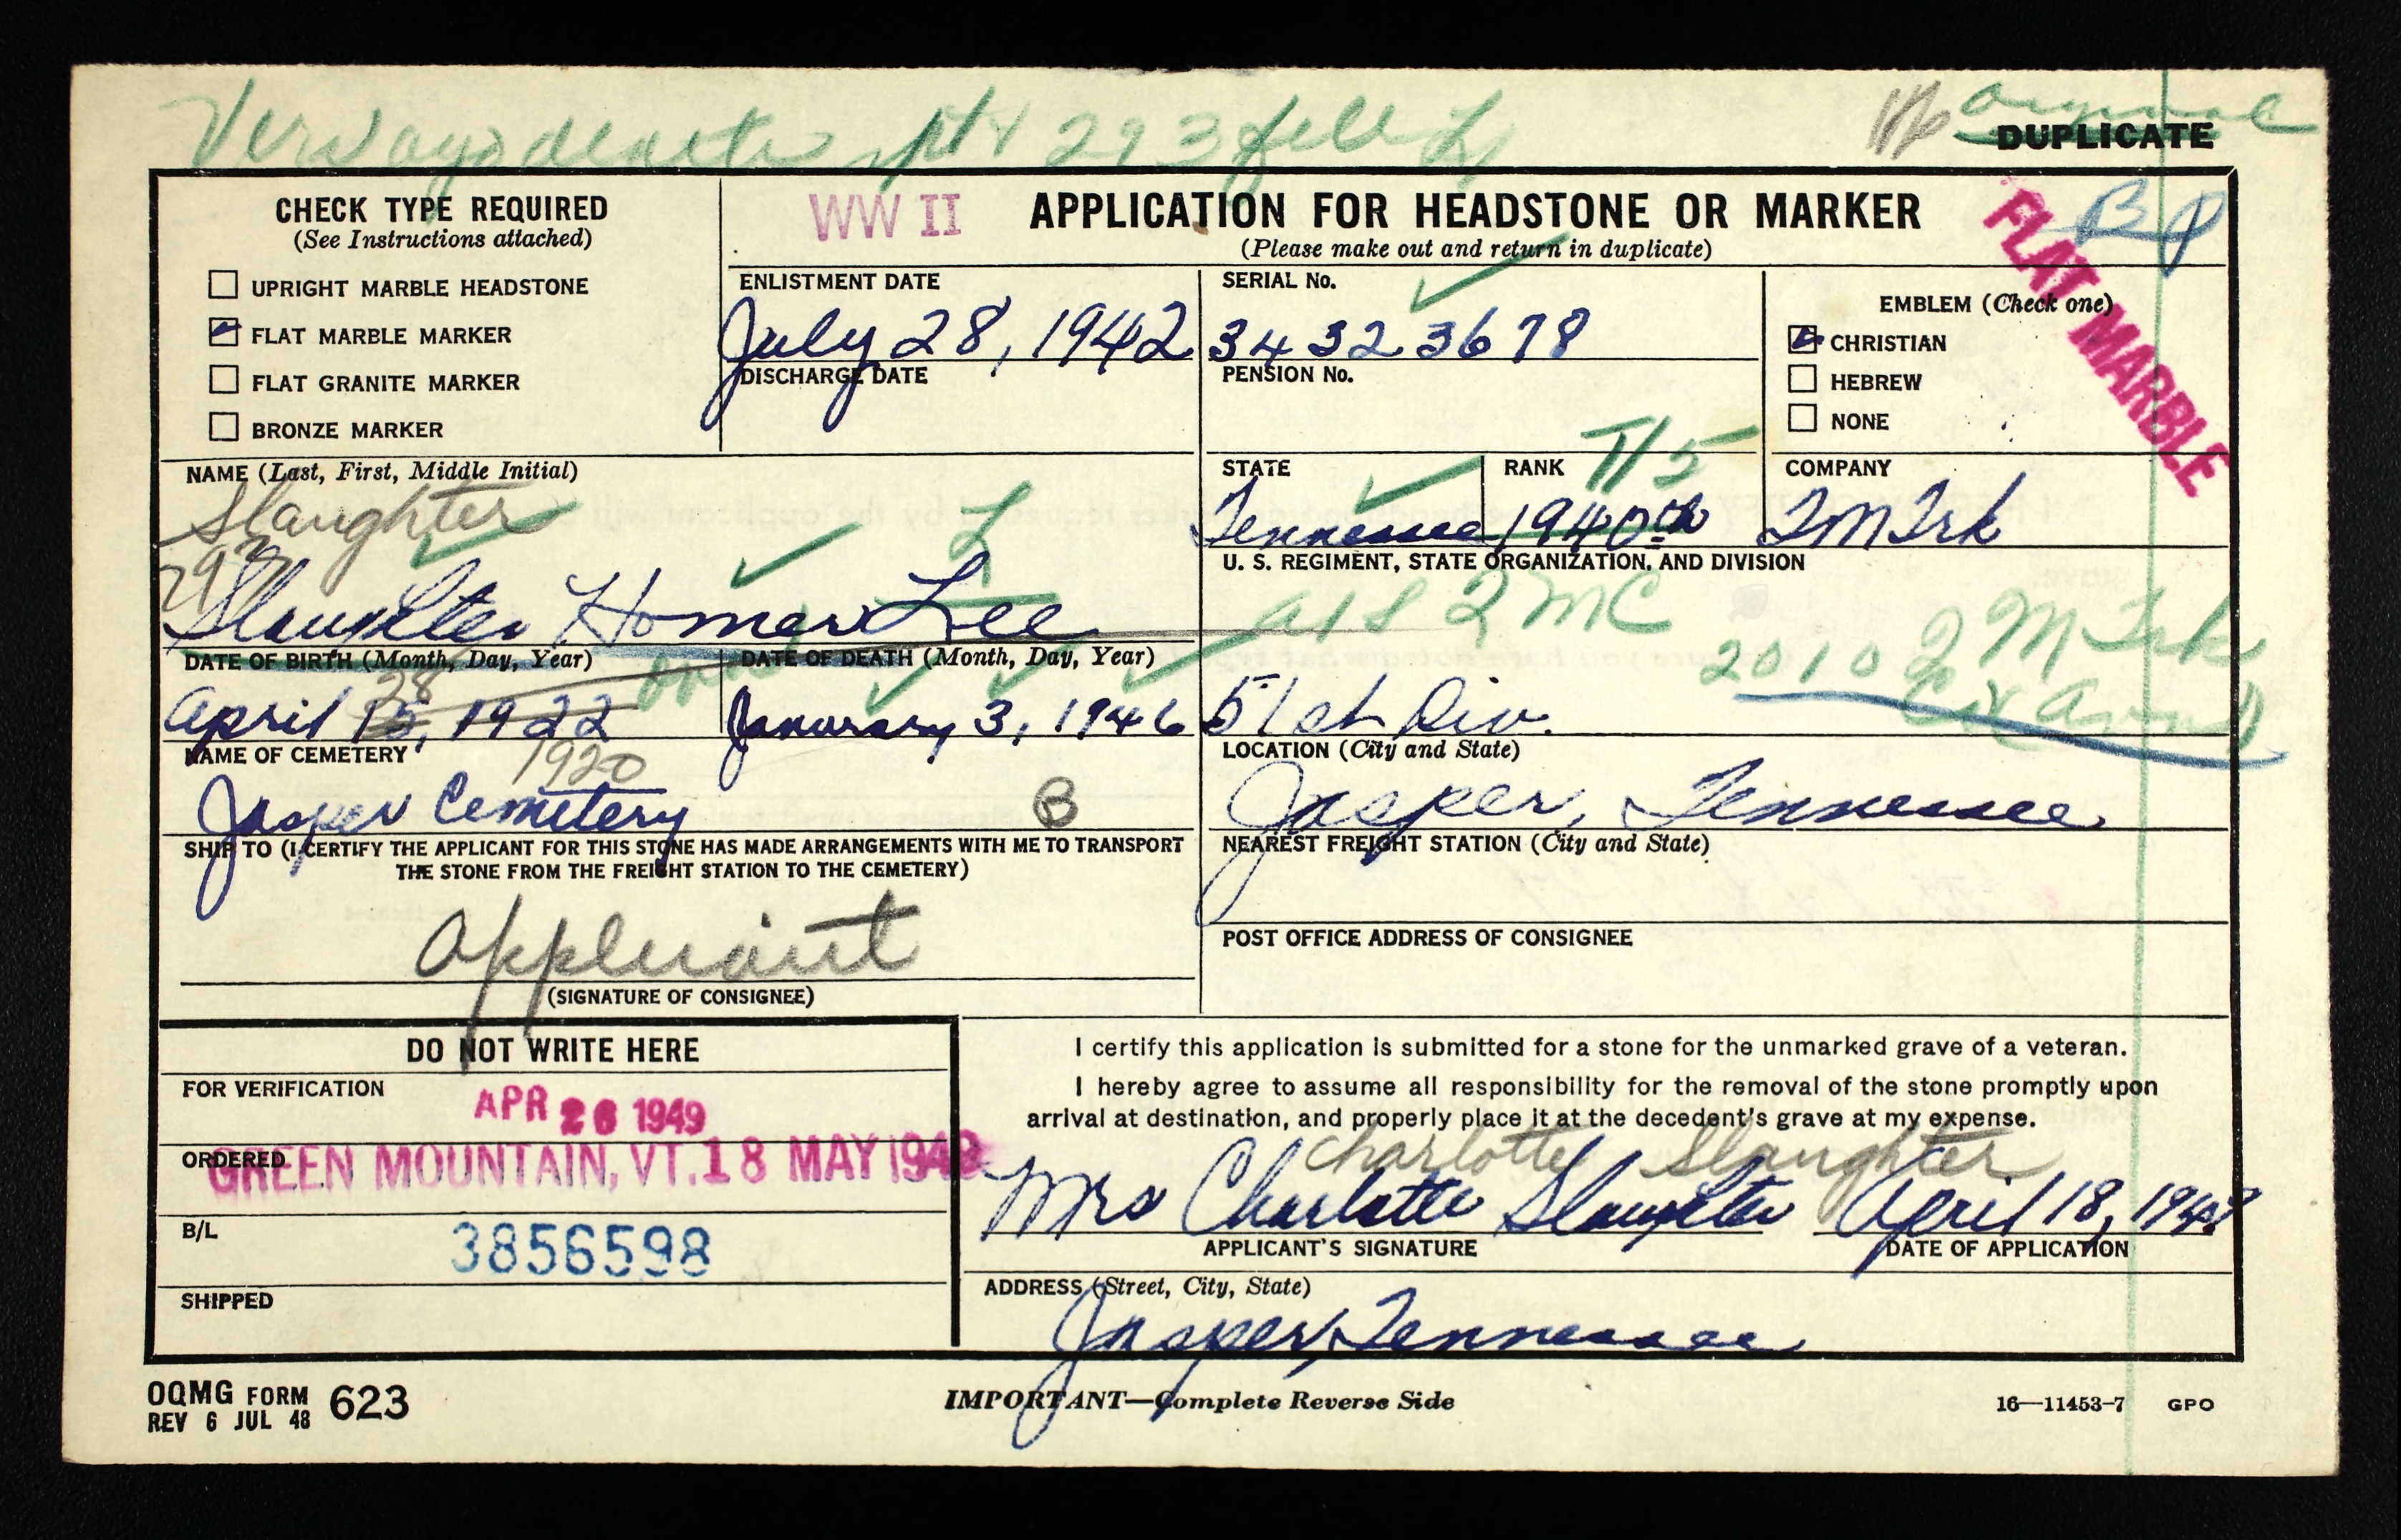 Original
DUPLICATE
CHECK TYPE REQUIRED
(See Instructions attached)
UPRIGHT MARBLE HEADSTONE
FLAT MARBLE MARKER
FLAT GRANITE MARKER
BRONZE MARKER
WW II
APPLICATION FOR HEADSTONE OR MARKER
(Please make out and return in duplicate)
FLAT MARBLE
ENLISTMENT DATE
July 28, 1942
DISCHARGE DATE
SERIAL No.
34 32 36 78
PENSION No.
EMBLEM (Check one)
CHRISTIAN
HEBREW
NONE
NAME (Last, First, Middle Initial)
Slaughter
Slaughter Homer Lee
L
STATE
Tennessee
RANK
T/5
1940th
COMPANY
Q M Trk
U. S. REGIMENT, STATE ORGANIZATION, AND DIVISION
2010 Q M Trk
51st Div.
DATE OF BIRTH (Month, Day, Year)
28
April 15, 1922
1920
DATE OF DEATH (Month, Day, Year)
January 3, 1946
NAME OF CEMETERY
Jasper Cemetery
B
LOCATION (City and State)
Jasper, Tennessee
SHIP TO (I CERTIFY THE APPLICANT FOR THIS STONE HAS MADE ARRANGEMENTS WITH ME TO TRANSPORT
THE STONE FROM THE FREIGHT STATION TO THE CEMETERY)
Applicant
(SIGNATURE OF CONSIGNEE)
NEAREST FREIGHT STATION (City and State)
POST OFFICE ADDRESS OF CONSIGNEE
DO NOT WRITE HERE
FOR VERIFICATION
APR 26 1949
ORDERED
GREEN MOUNTAIN, VT. 18 MAY 1949
B/L
3856598
SHIPPED
I certify this application is submitted for a stone for the unmarked grave of a veteran.
I hereby agree to assume all responsibility for the removal of the stone promptly upon
arrival at destination, and properly place it at the decedent's grave at my expense.
Charlotte Slaughter
Mrs Charlotte Slaughter April 18, 1949
APPLICANT'S SIGNATURE
DATE OF APPLICATION
ADDRESS (Street, City, State)
Jasper, Tennessee
OQMG FORM 623
REV 6 JUL 48
IMPORTANT—Complete Reverse Side
16—11453-7 GPO